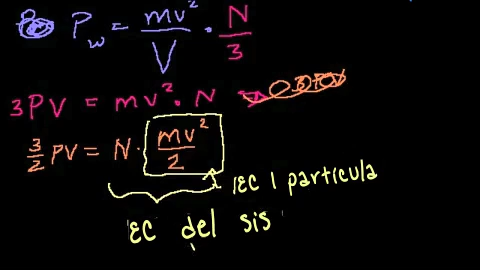 P_w = mv²/V · N/3
3PV = mv² · N
3/2 PV = N · mv²/2
EC 1 particula
EC del sis